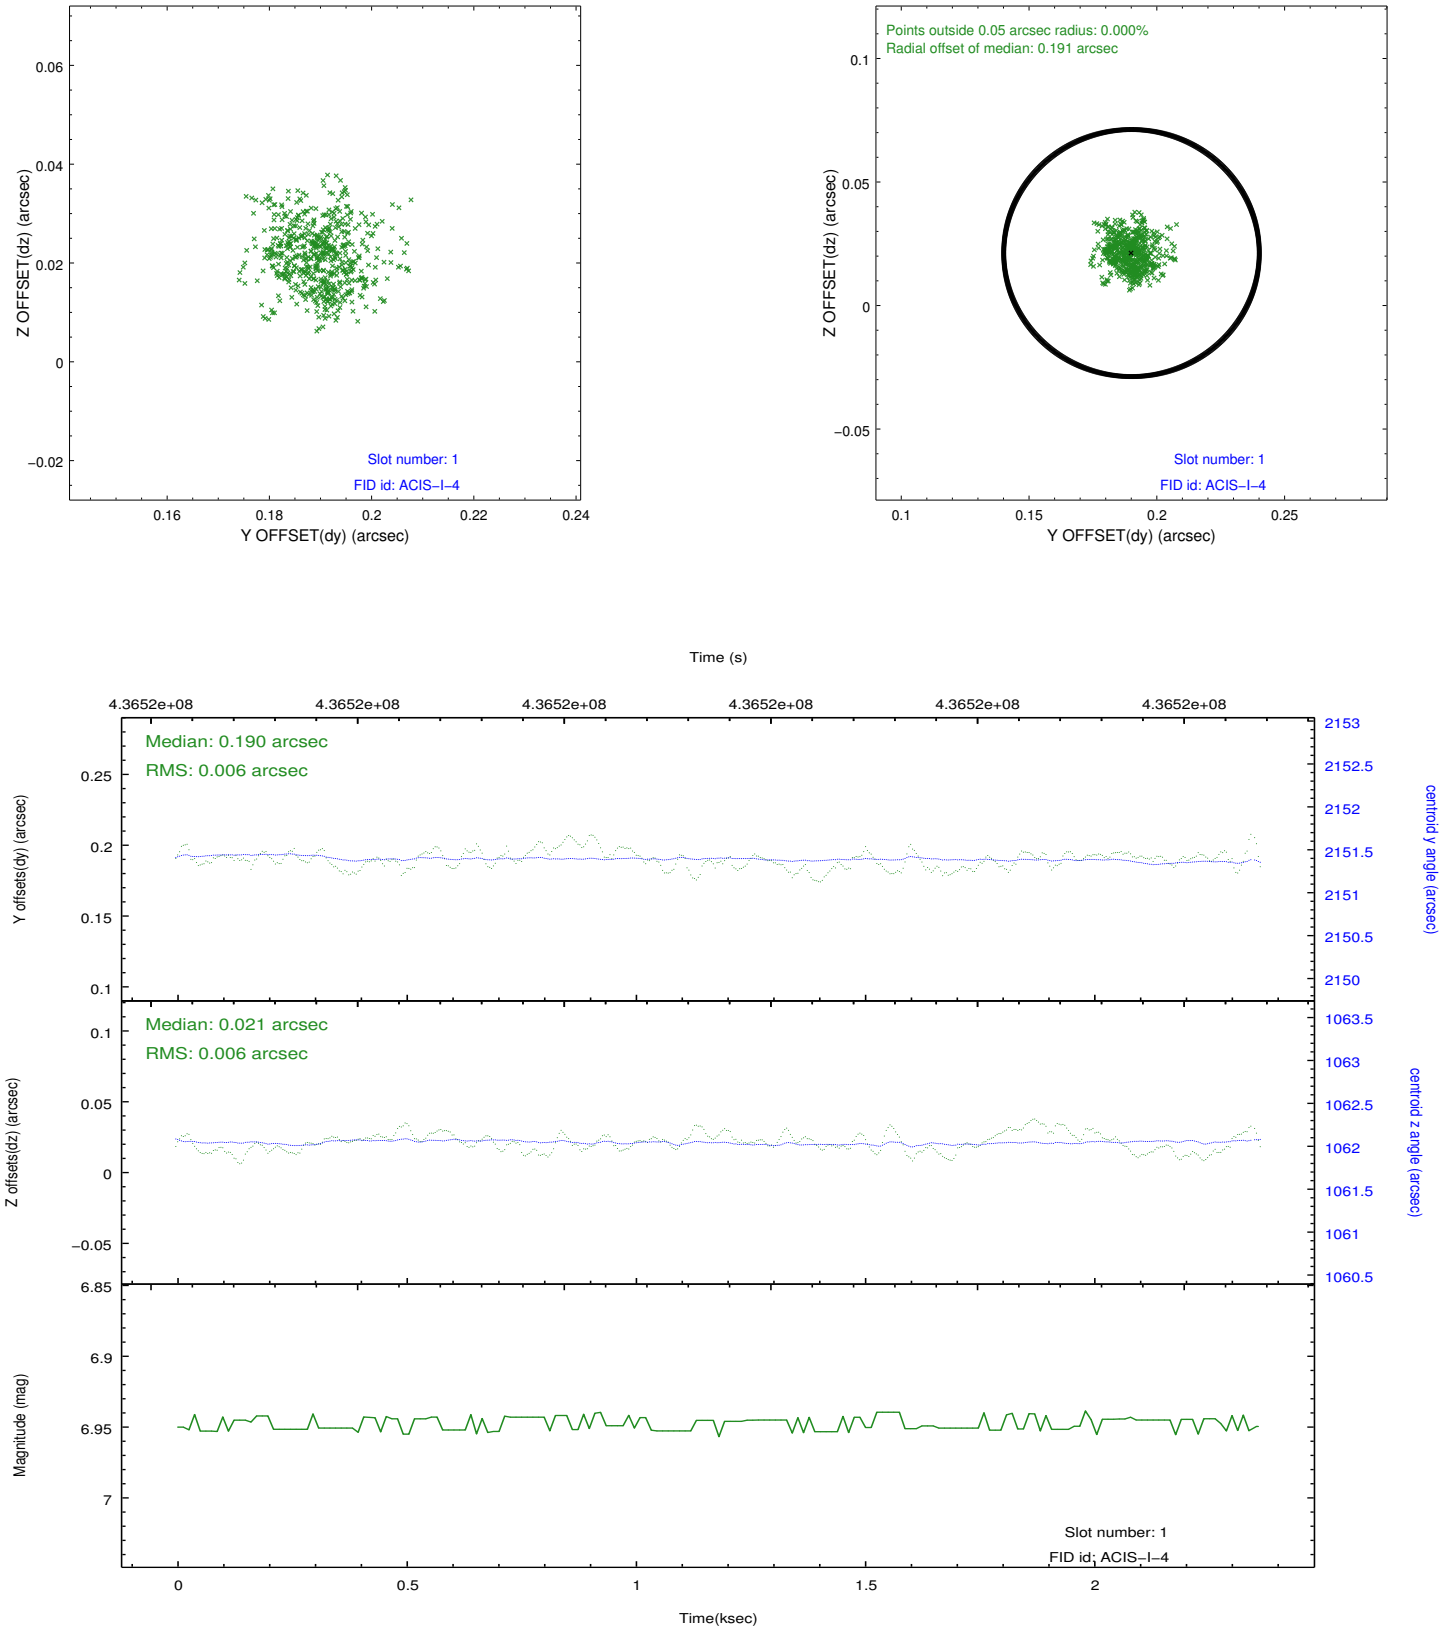 0.06
0.04
0.02
0
−0.02
Z OFFSET(dz) (arcsec)
Slot number: 1
FID id: ACIS−I−4
0.16 0.18 0.2 0.22 0.24
Y OFFSET(dy) (arcsec)
Points outside 0.05 arcsec radius: 0.000%
Radial offset of median: 0.191 arcsec
0.1
0.05
0
−0.05
Z OFFSET(dz) (arcsec)
Slot number: 1
FID id: ACIS−I−4
0.1 0.15 0.2 0.25
Y OFFSET(dy) (arcsec)
Time (s)
4.3652e+08 4.3652e+08 4.3652e+08 4.3652e+08 4.3652e+08 4.3652e+08
Median: 0.190 arcsec
RMS: 0.006 arcsec
0.25
0.2
0.15
0.1
Y offsets(dy) (arcsec)
2153
2152.5
2152
2151.5
2151
2150.5
2150
centroid y angle (arcsec)
Median: 0.021 arcsec
RMS: 0.006 arcsec
0.1
0.05
0
−0.05
Z offsets(dz) (arcsec)
1063.5
1063
1062.5
1062
1061.5
1061
1060.5
centroid z angle (arcsec)
6.85
6.9
6.95
7
Magnitude (mag)
Slot number: 1
FID id: ACIS−I−4
0 0.5 1 1.5 2
Time(ksec)